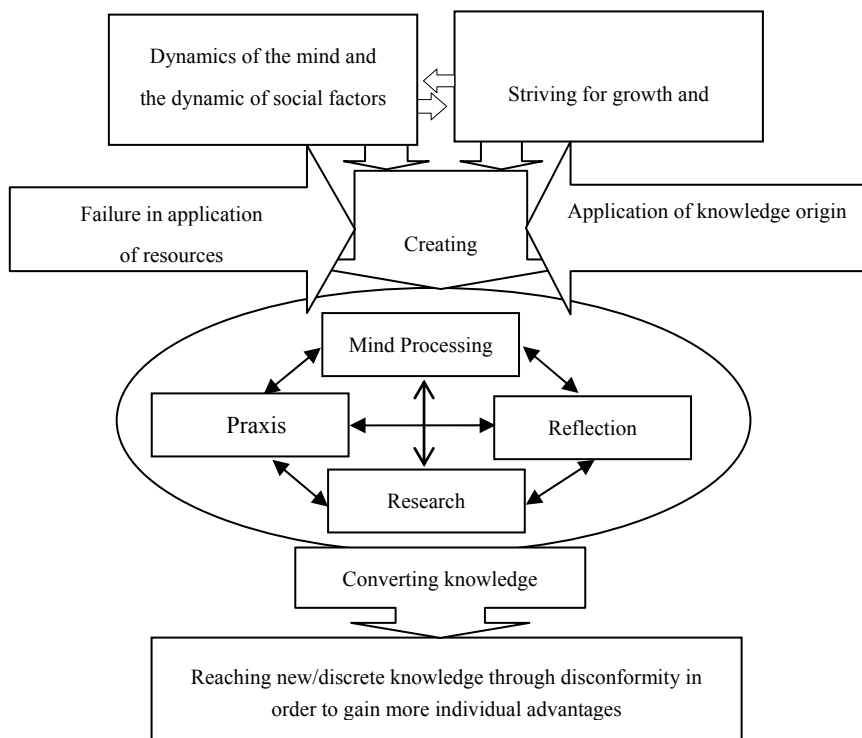 Dynamics of the mind and
the dynamic of social factors
Striving for growth and
Failure in application
of resources
Creating
Application of knowledge origin
Mind Processing
Praxis
Reflection
Research
Converting knowledge
Reaching new/discrete knowledge through disconformity in
order to gain more individual advantages